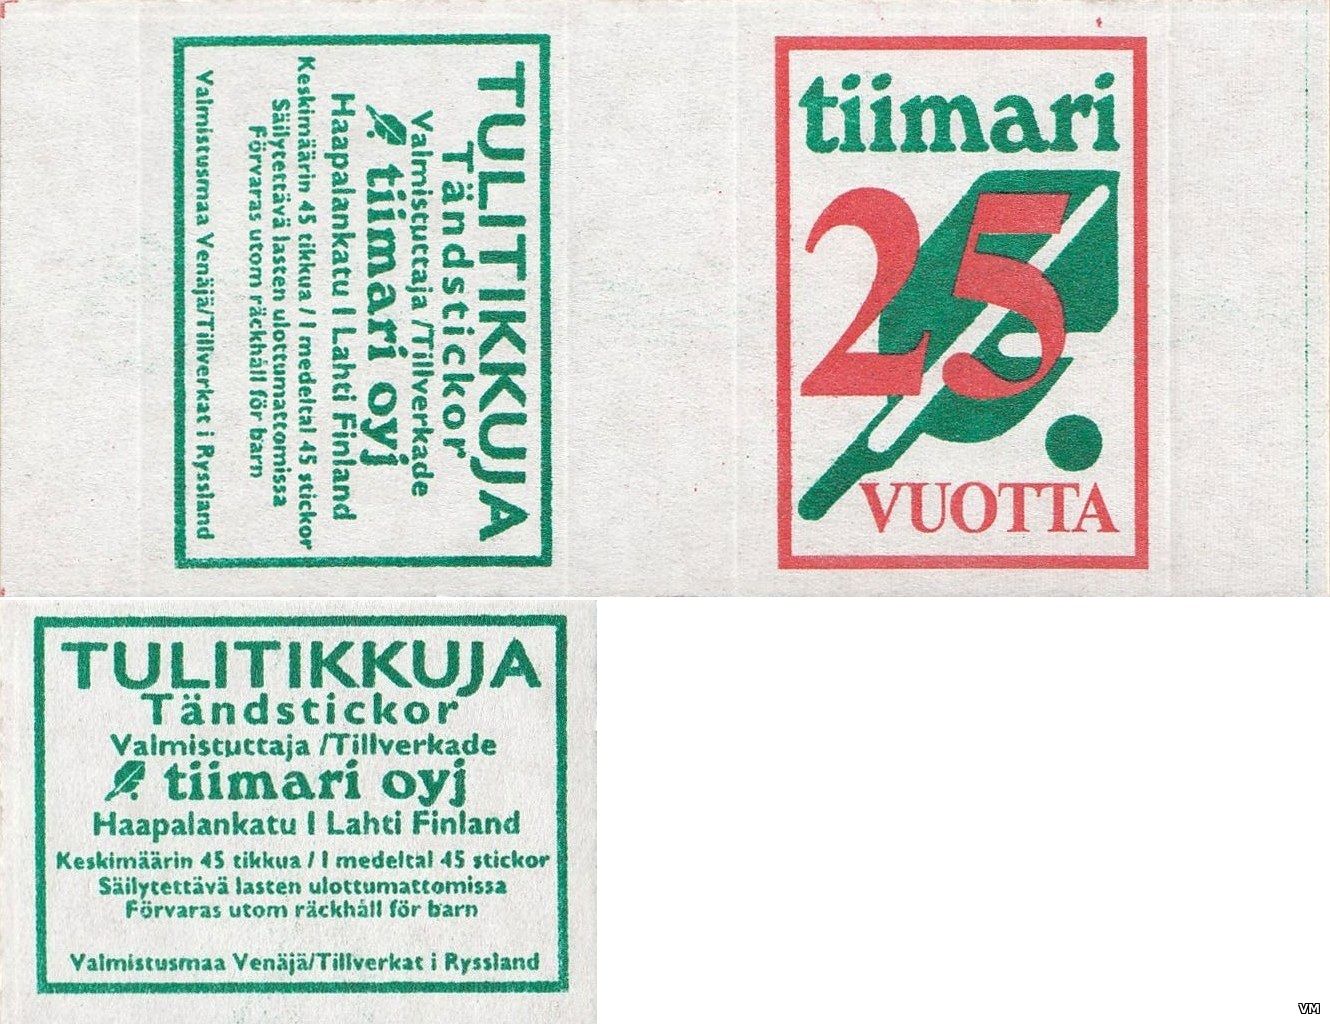 TULITIKKUJA
Tändstickor
Valmistuttaja /Tillverkade
tiimari oyj
Haapalankatu 1 Lahti Finland
Keskimäärin 45 tikkua / I medeltal 45 stickor
Säilytettävä lasten ulottumattomissa
Förvaras utom räckhåll för barn
Valmistusmaa Venäjä/Tillverkat i Ryssland
tiimari
25
VUOTTA
TULITIKKUJA
Tändstickor
Valmistuttaja /Tillverkade
tiimari oyj
Haapalankatu 1 Lahti Finland
Keskimäärin 45 tikkua / I medeltal 45 stickor
Säilytettävä lasten ulottumattomissa
Förvaras utom räckhåll för barn
Valmistusmaa Venäjä/Tillverkat i Ryssland
VM